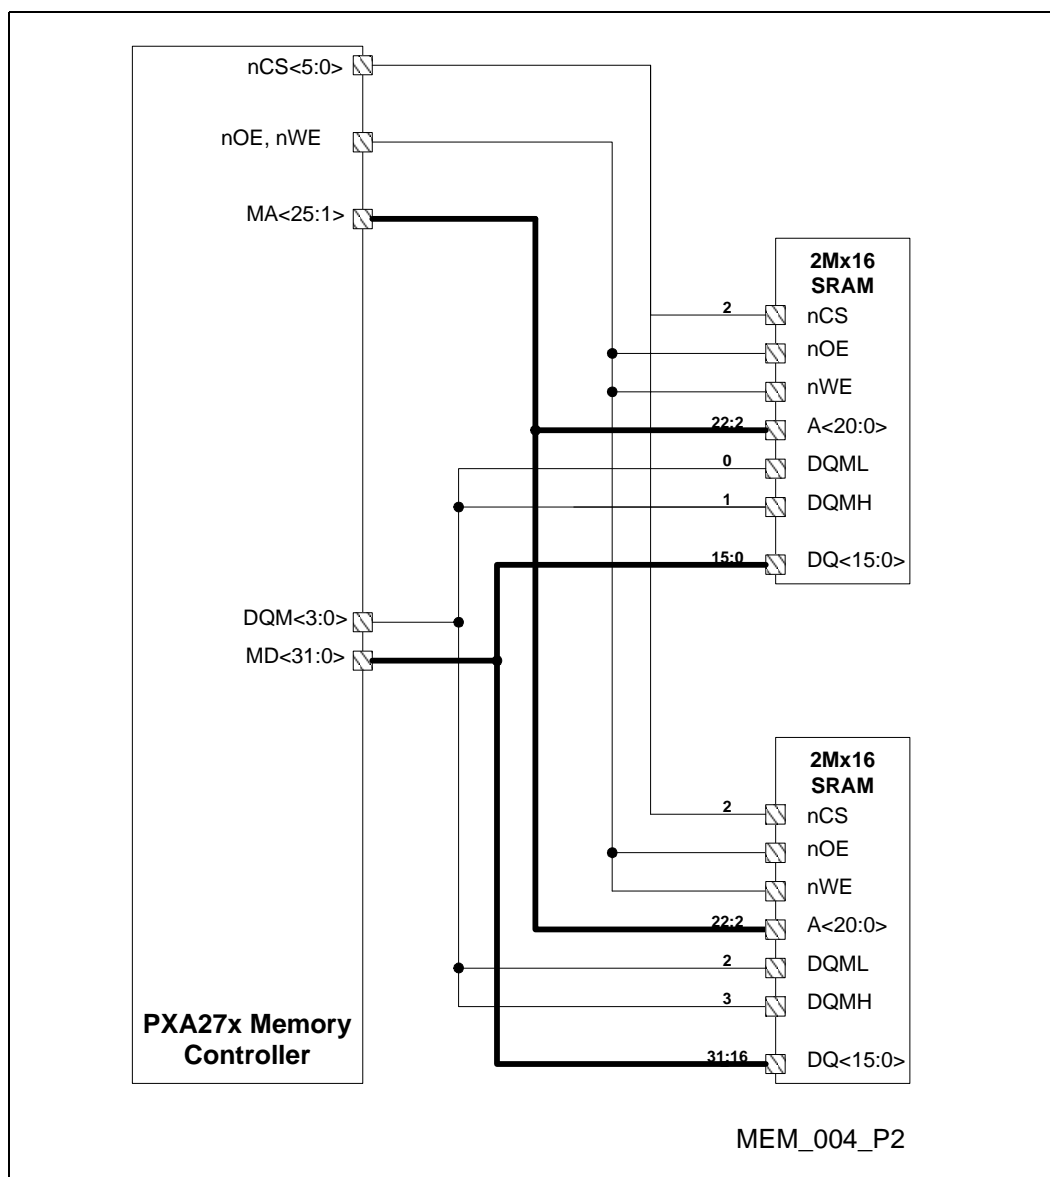 nCS<5:0>
nOE, nWE
MA<25:1>
2Mx16
SRAM
2
nCS
nOE
nWE
22:2
A<20:0>
0
DQML
1
DQMH
15:0
DQ<15:0>
DQM<3:0>
MD<31:0>
2Mx16
SRAM
2
nCS
nOE
nWE
22:2
A<20:0>
2
DQML
3
DQMH
31:16
DQ<15:0>
PXA27x Memory
Controller
MEM_004_P2